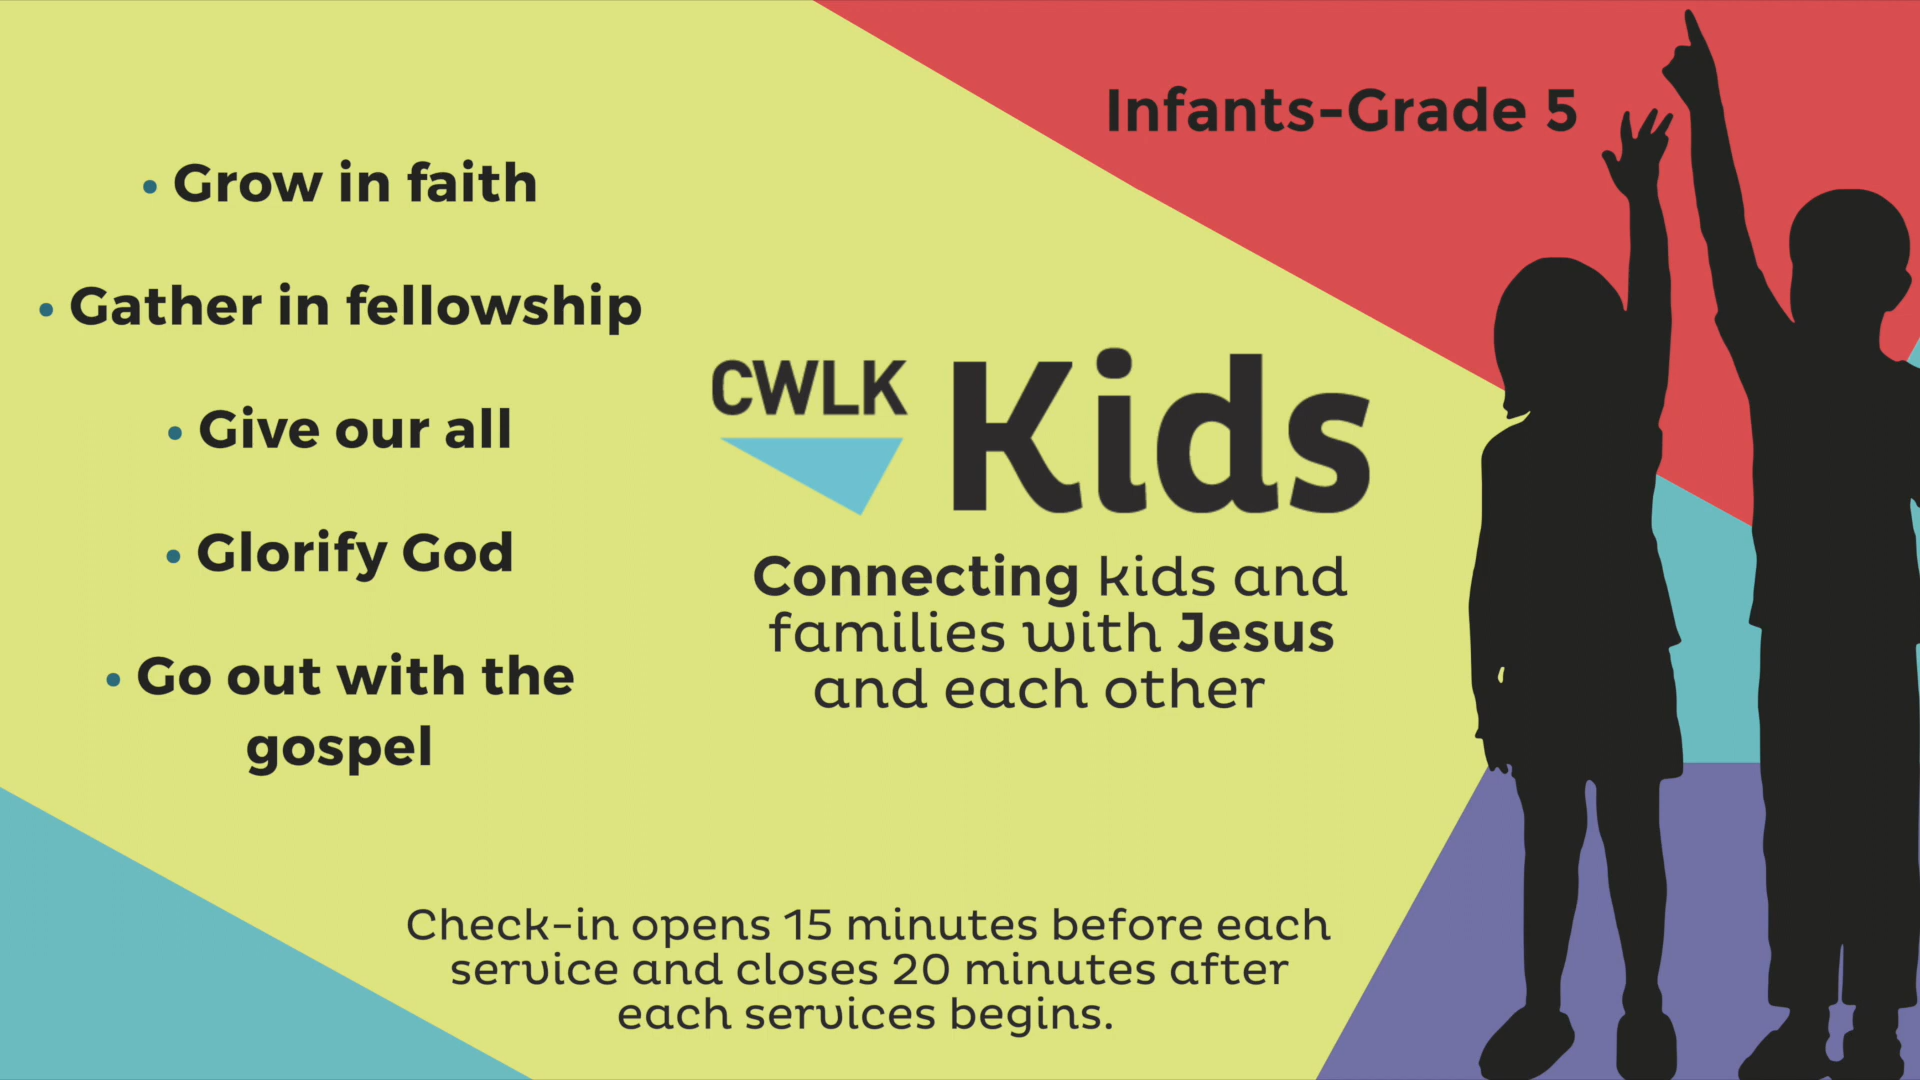 Infants-Grade 5
• Grow in faith
• Gather in fellowship
• Give our all
• Glorify God
• Go out with the
gospel
CWLK Kids
Connecting kids and
families with Jesus
and each other
Check-in opens 15 minutes before each
service and closes 20 minutes after
each services begins.